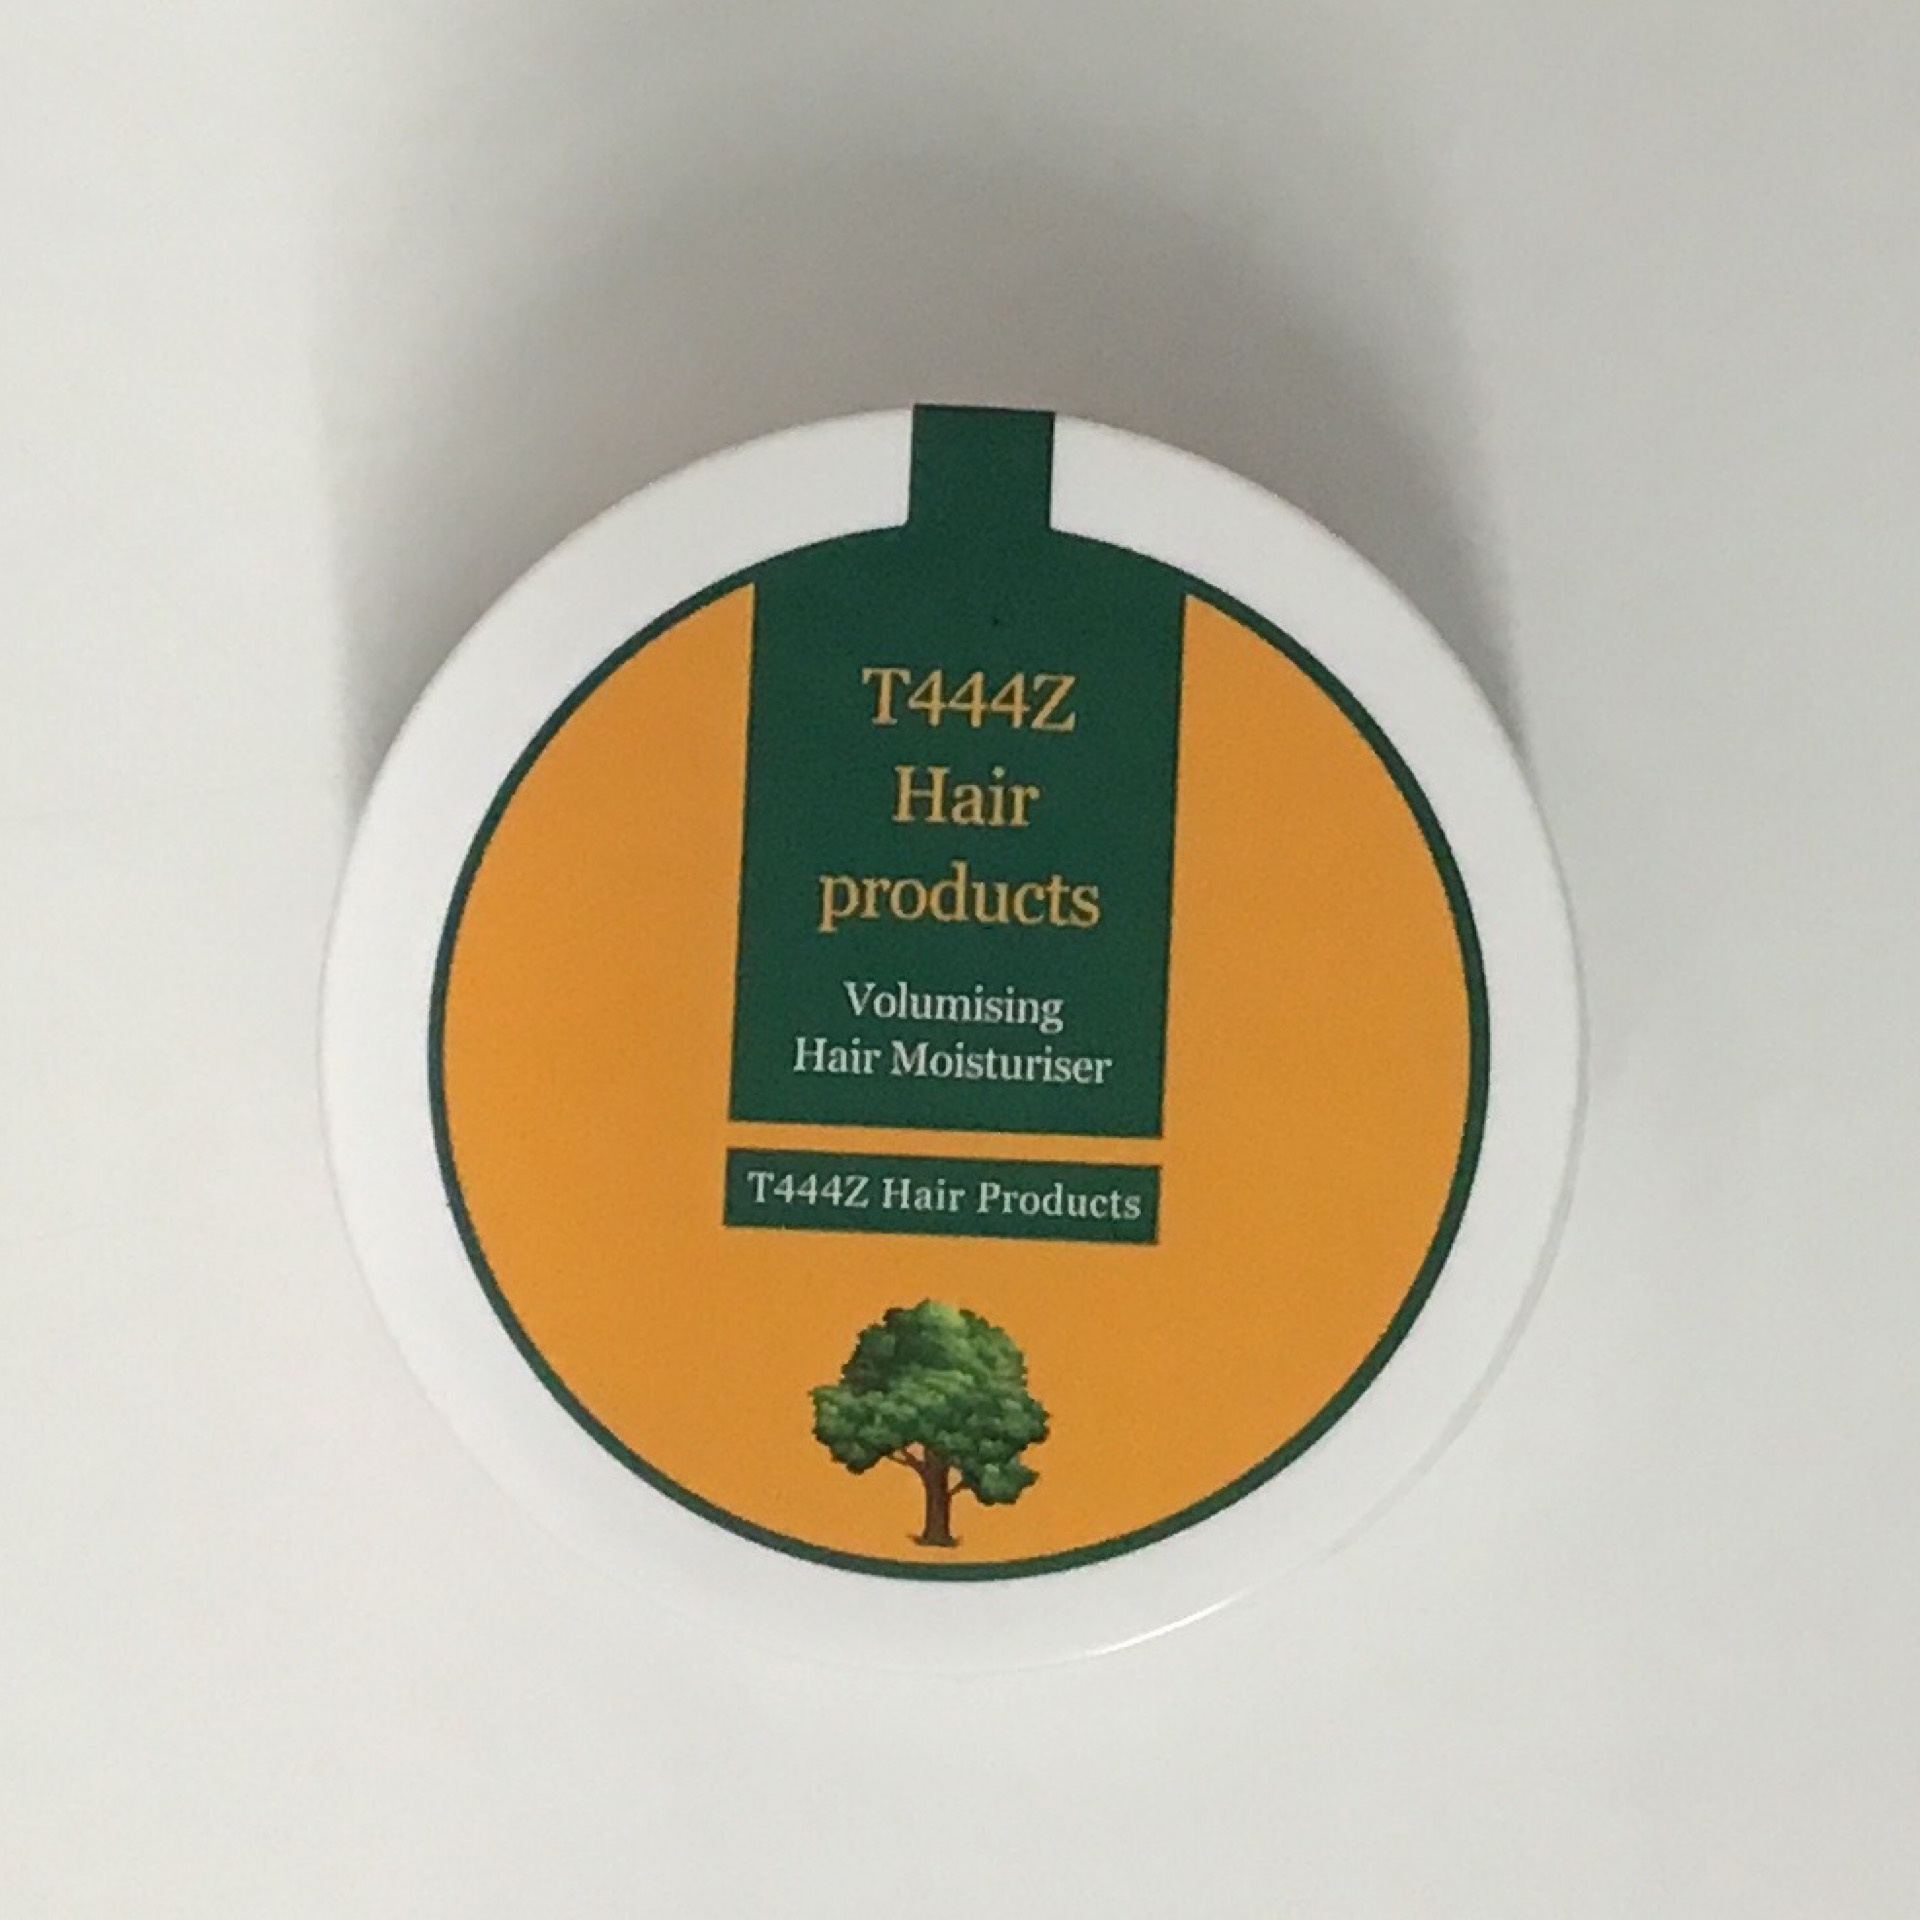 T444Z
Hair
products
Volumising
Hair Moisturiser
T444Z Hair Products